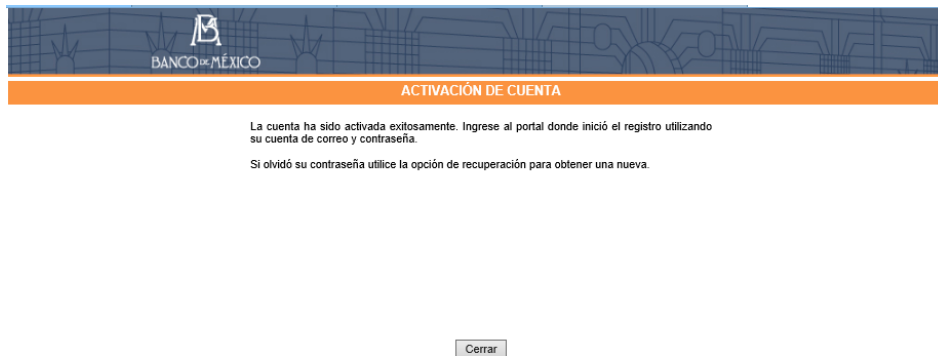 BANCO DE MÉXICO
ACTIVACIÓN DE CUENTA
La cuenta ha sido activada exitosamente. Ingrese al portal donde inició el registro utilizando
su cuenta de correo y contraseña.
Si olvidó su contraseña utilice la opción de recuperación para obtener una nueva.
Cerrar